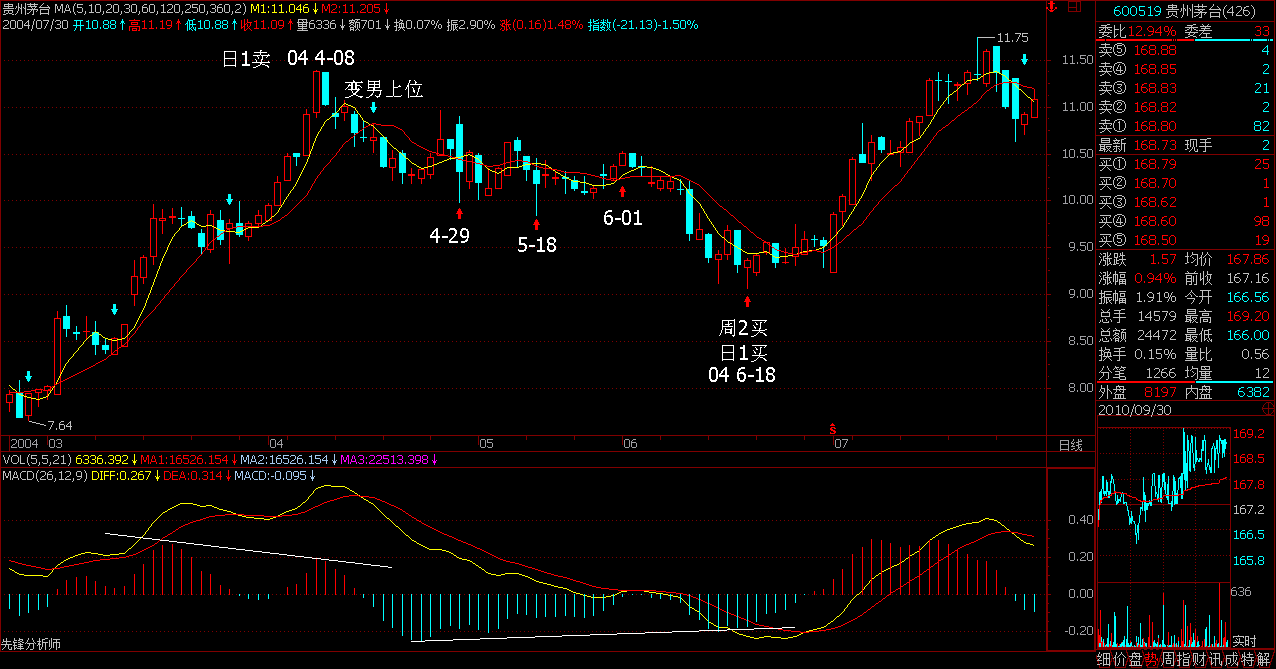 贵州茅台 MA(5,10,20,30,60,120,250,360,2) M1:11.046↓ M2:11.205↓
2004/07/30 开10.88↑ 高11.19↑ 低10.88↑ 收11.09↑ 量6336↓ 额701↓ 换0.07% 振2.90% 涨(0.16)1.48% 指数(-21.13)-1.50%
日1卖 04 4-08
变男上位
11.75
4-29
5-18
6-01
周2买
日1买
04 6-18
7.64
11.50
11.00
10.50
10.00
9.50
9.00
8.50
8.00
2004 03 04 05 06 07
日线
VOL(5,5,21) 6336.392↓ MA1:16526.154↓ MA2:16526.154↓ MA3:22513.398↓
MACD(26,12,9) DIFF:0.267↓ DEA:0.314↓ MACD:-0.095↓
0.40
0.20
0.00
-0.20
先锋分析师
600519 贵州茅台(426)
委比 12.94% 委差 33
卖⑤ 168.88 4
卖④ 168.85 2
卖③ 168.83 21
卖② 168.82 2
卖① 168.80 82
最新 168.73 现手 2
买① 168.79 25
买② 168.70 1
买③ 168.62 1
买④ 168.60 98
买⑤ 168.50 19
涨跌 1.57 均价 167.86
涨幅 0.94% 前收 167.16
振幅 1.91% 今开 166.56
总手 14579 最高 169.20
总额 24472 最低 166.00
换手 0.15% 量比 0.56
分笔 1266 均量 12
外盘 8197 内盘 6382
2010/09/30
169.2
168.5
167.8
167.2
166.5
165.8
636
实时
细价盘势周指财讯成特解